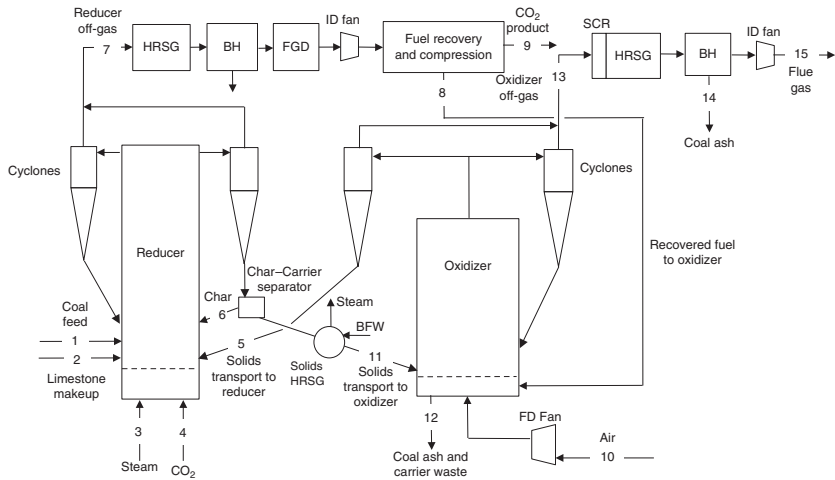 Reducer
off-gas
7
HRSG
BH
FGD
ID fan
Fuel recovery
and compression
CO2
product
9
8
Oxidizer
off-gas
13
SCR
HRSG
BH
14
Coal ash
ID fan
15
Flue
gas
Cyclones
Reducer
Cyclones
Oxidizer
Recovered fuel
to oxidizer
Char–Carrier
separator
Char
6
Steam
BFW
Coal
feed
1
2
Limestone
makeup
5
Solids
transport to
reducer
Solids
HRSG
11
Solids
transport to
oxidizer
3
Steam
4
CO2
12
Coal ash and
carrier waste
FD Fan
Air
10